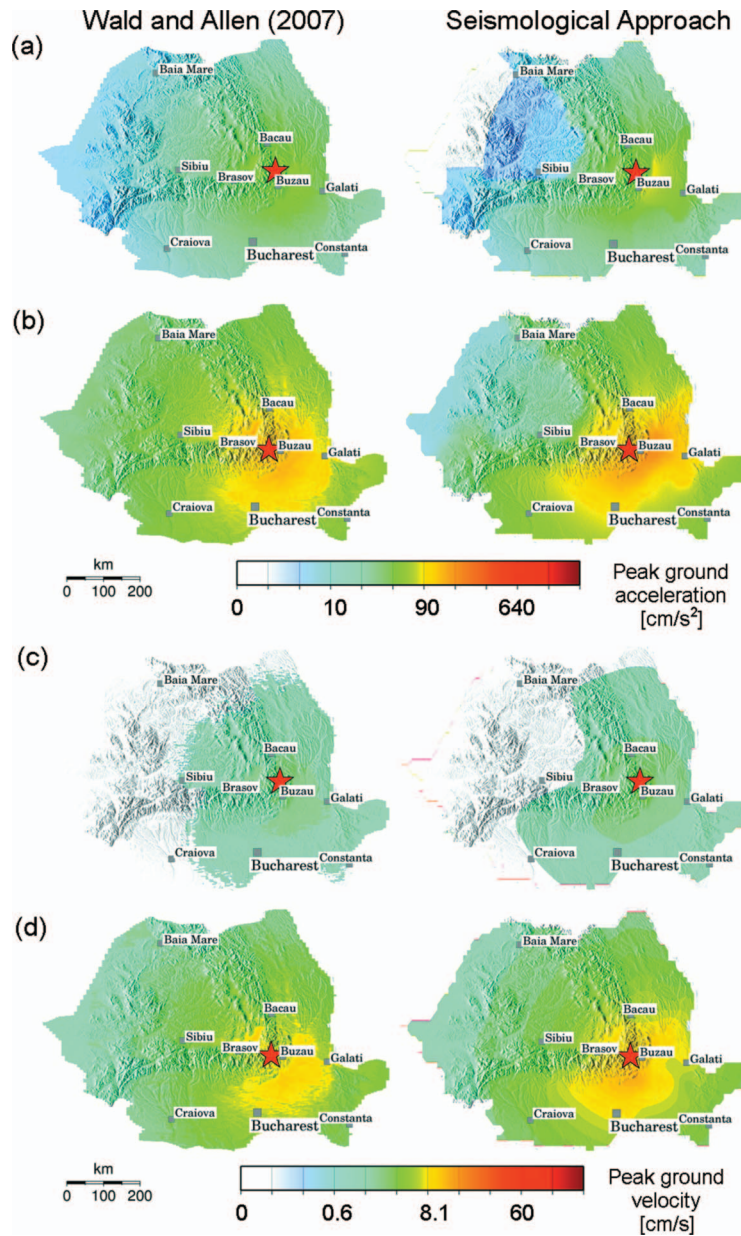 Wald and Allen (2007)
Seismological Approach
(a)
Baia Mare
Bacau
Sibiu
Brasov
Buzau
Galati
Craiova
Bucharest
Constanta
Baia Mare
Bacau
Sibiu
Brasov
Buzau
Galati
Craiova
Bucharest
Constanta
(b)
Baia Mare
Bacau
Sibiu
Brasov
Buzau
Galati
Craiova
Bucharest
Constanta
Baia Mare
Bacau
Sibiu
Brasov
Buzau
Galati
Craiova
Bucharest
Constanta
km
0 100 200
0 10 90 640
Peak ground
acceleration
[cm/s²]
(c)
Baia Mare
Bacau
Sibiu
Brasov
Buzau
Galati
Craiova
Bucharest
Constanta
Baia Mare
Bacau
Sibiu
Brasov
Buzau
Galati
Craiova
Bucharest
Constanta
(d)
Baia Mare
Bacau
Sibiu
Brasov
Buzau
Galati
Craiova
Bucharest
Constanta
Baia Mare
Bacau
Sibiu
Brasov
Buzau
Galati
Craiova
Bucharest
Constanta
km
0 100 200
0 0.6 8.1 60
Peak ground
velocity
[cm/s]